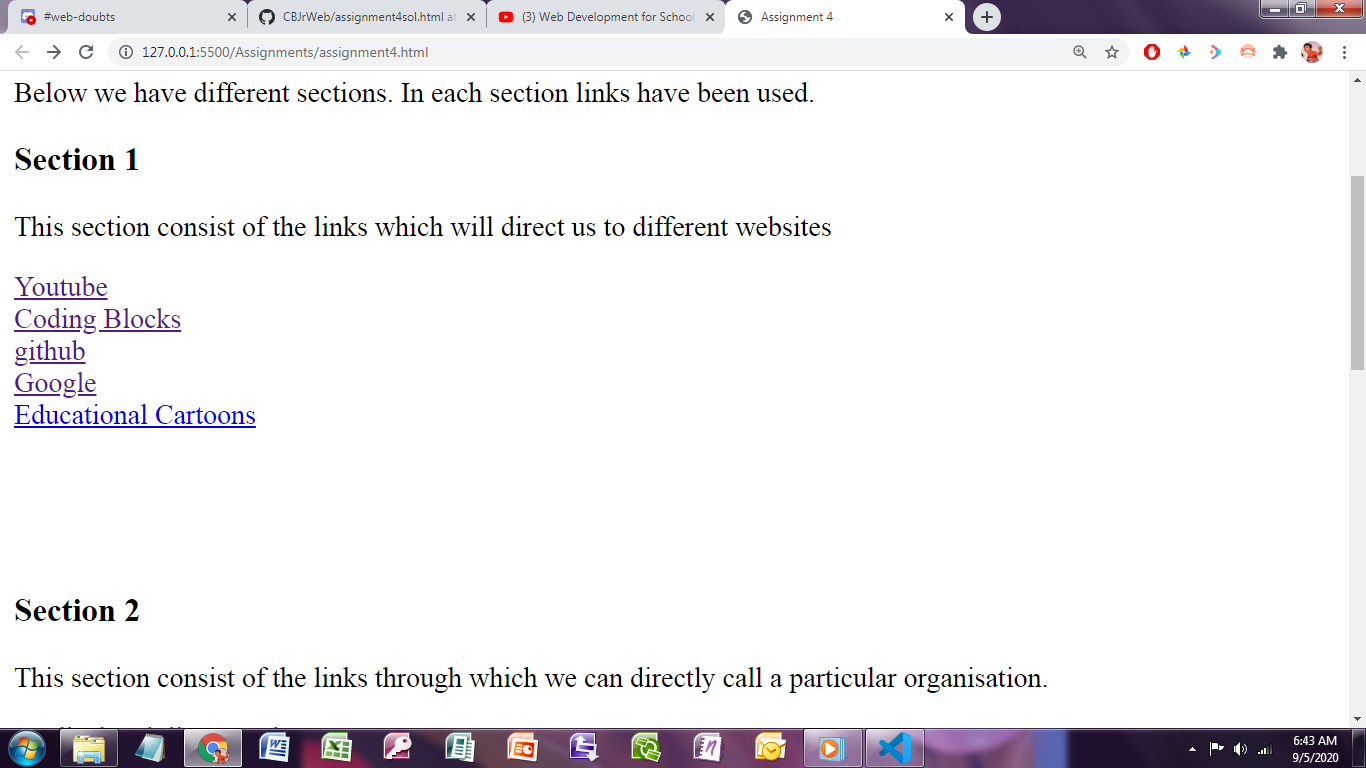 #web-doubts
CBJrWeb/assignment4sol.html at
(3) Web Development for School
Assignment 4
127.0.0.1:5500/Assignments/assignment4.html
Below we have different sections. In each section links have been used.
Section 1
This section consist of the links which will direct us to different websites
Youtube
Coding Blocks
github
Google
Educational Cartoons
Section 2
This section consist of the links through which we can directly call a particular organisation.
6:43 AM
9/5/2020